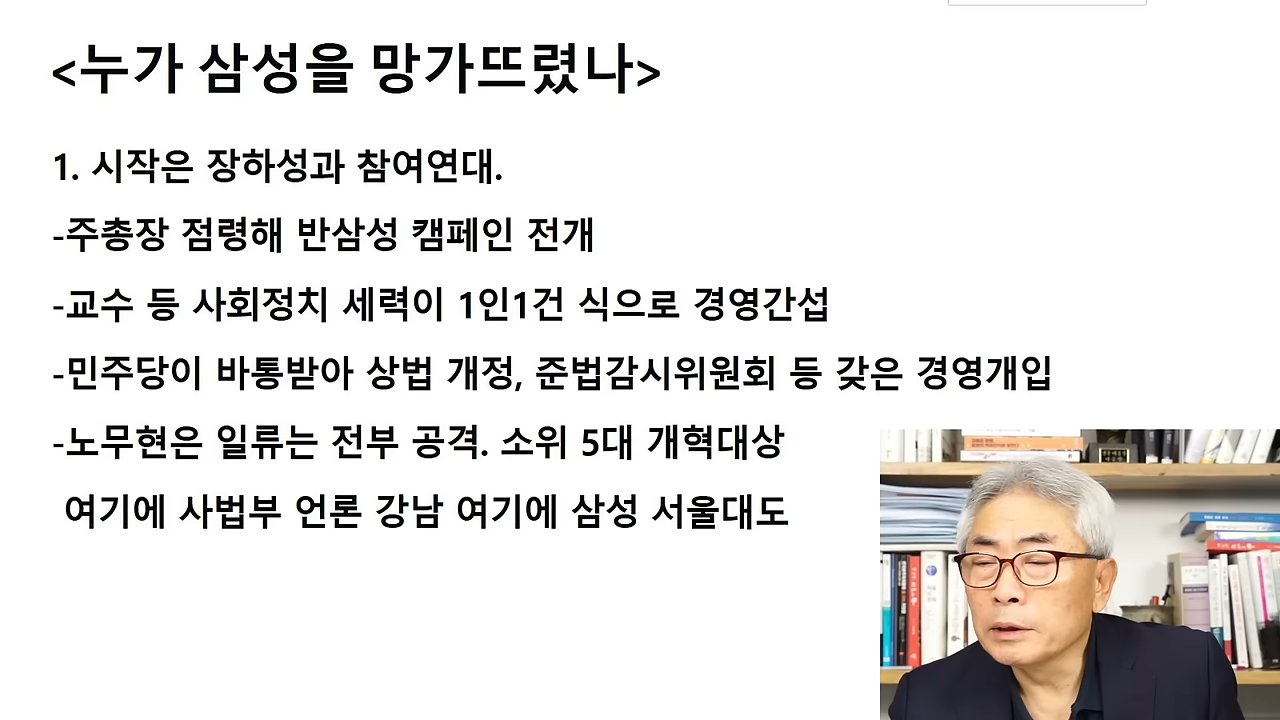 <누가 삼성을 망가뜨렸나>
1. 시작은 장하성과 참여연대.
-주총장 점령해 반삼성 캠페인 전개
-교수 등 사회정치 세력이 1인1건 식으로 경영간섭
-민주당이 바통받아 상법 개정, 준법감시위원회 등 갖은 경영개입
-노무현은 일류는 전부 공격. 소위 5대 개혁대상
여기에 사법부 언론 강남 여기에 삼성 서울대도